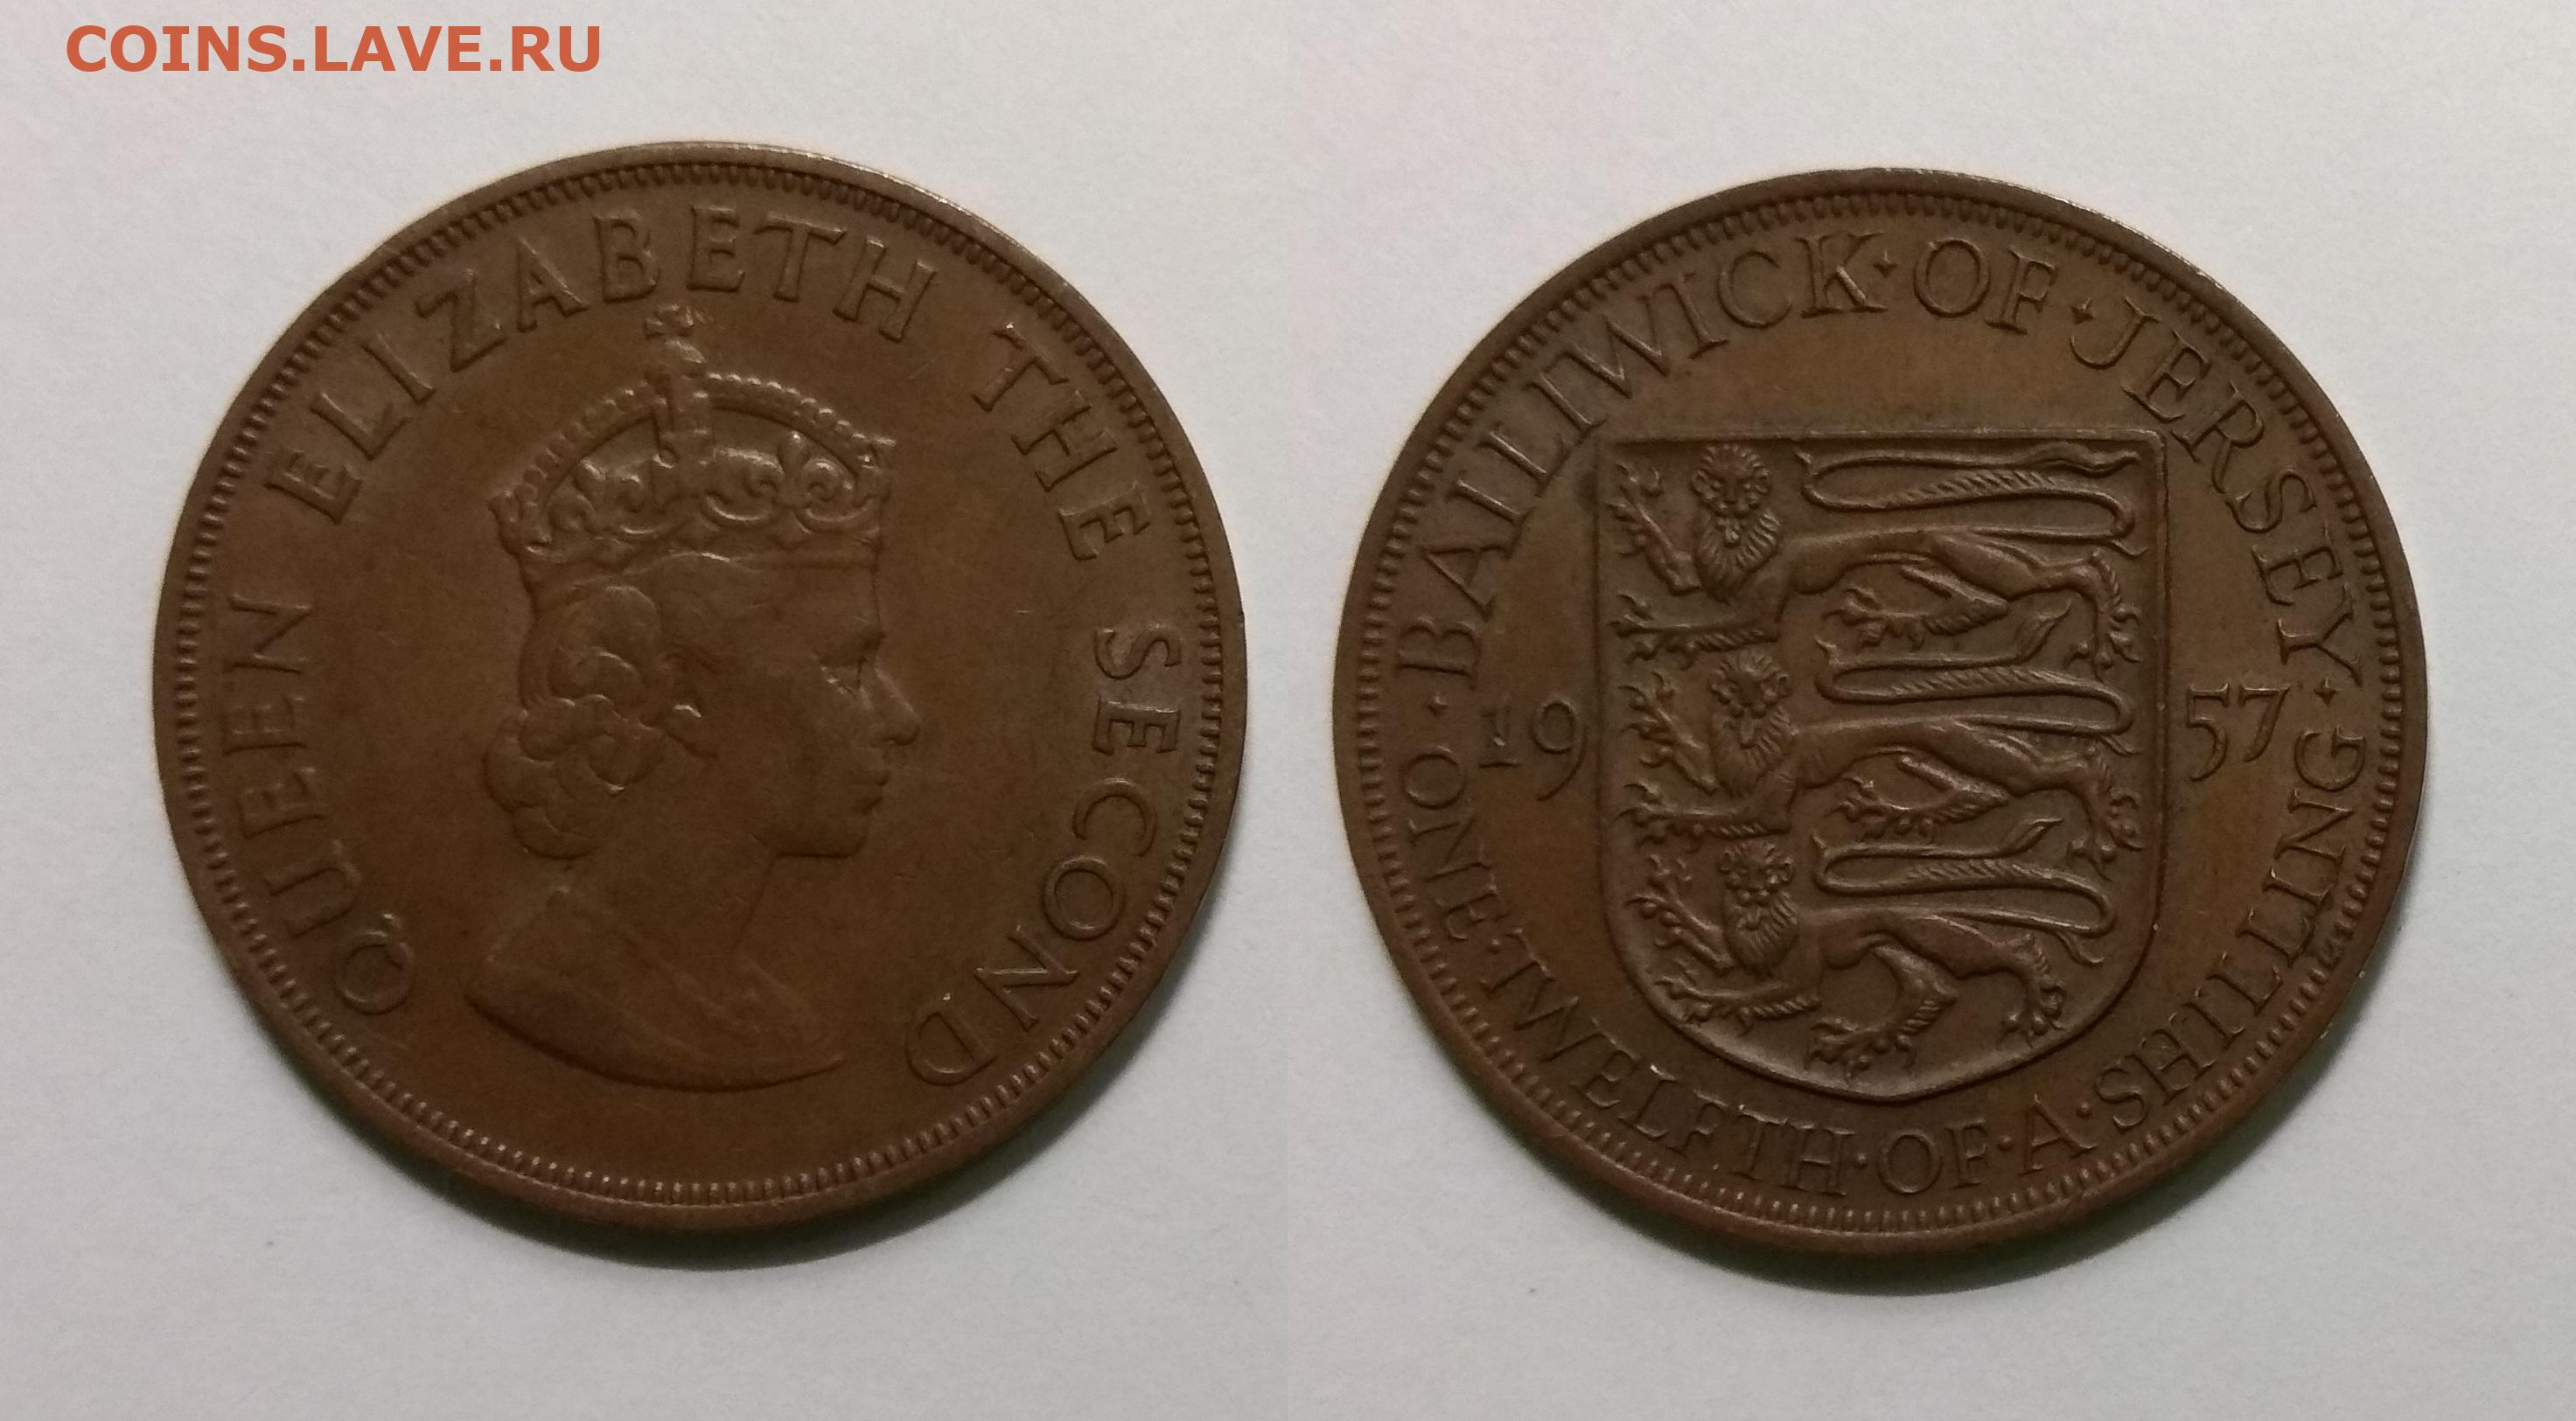 COINS.LAVE.RU
QUEEN ELIZABETH THE SECOND
BAILIWICK·OF·JERSEY·
19 57
ONE·TWELFTH·OF·A·SHILLING